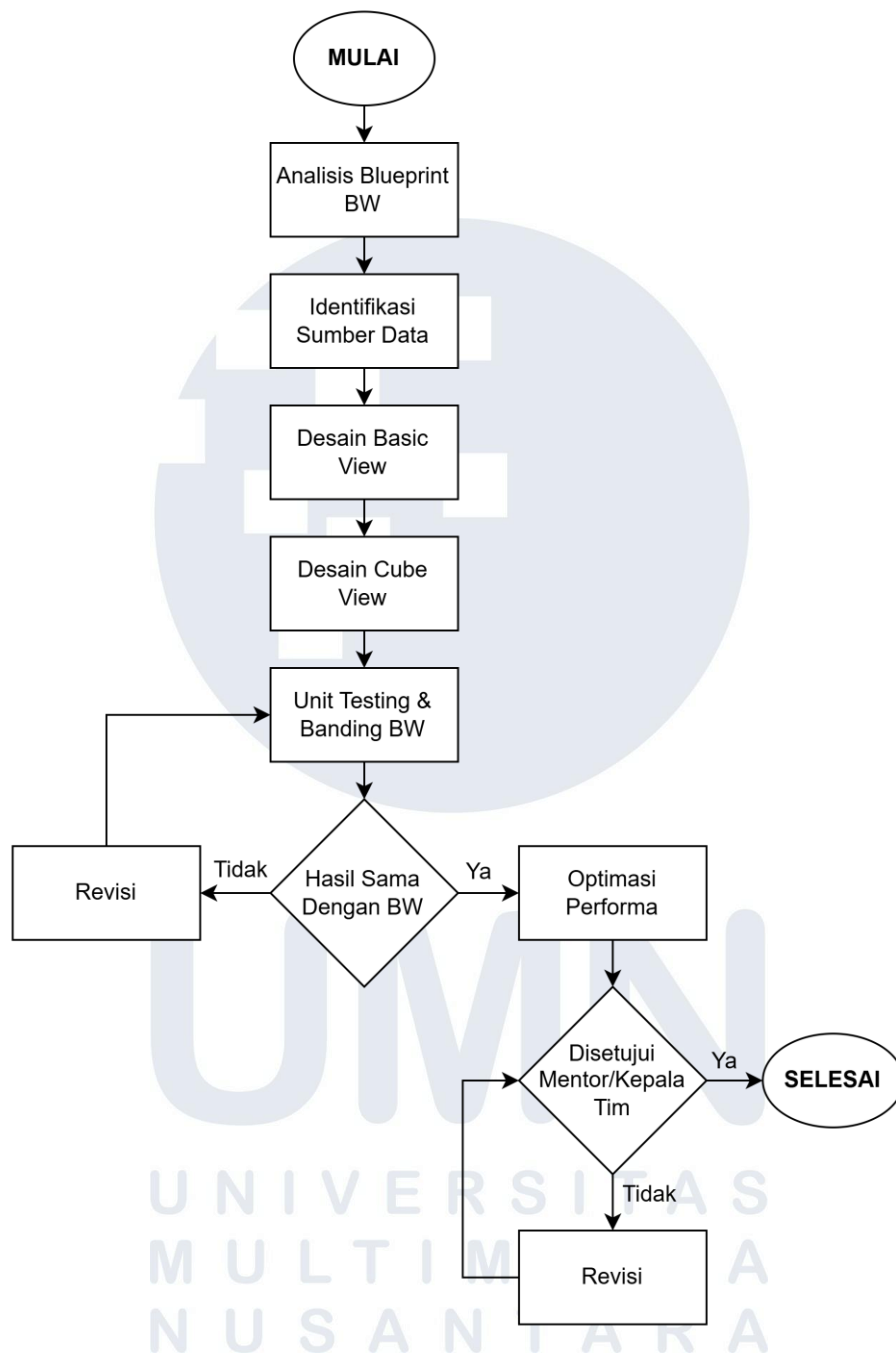 MULAI
Analisis Blueprint
BW
Identifikasi
Sumber Data
Desain Basic
View
Desain Cube
View
Unit Testing &
Banding BW
Hasil Sama
Dengan BW
Tidak
Revisi
Ya
Optimasi
Performa
Disetujui
Mentor/Kepala
Tim
Ya
SELESAI
Tidak
Revisi
UMN
UNIVERSITAS
MULTIMEDIA
NUSANTARA